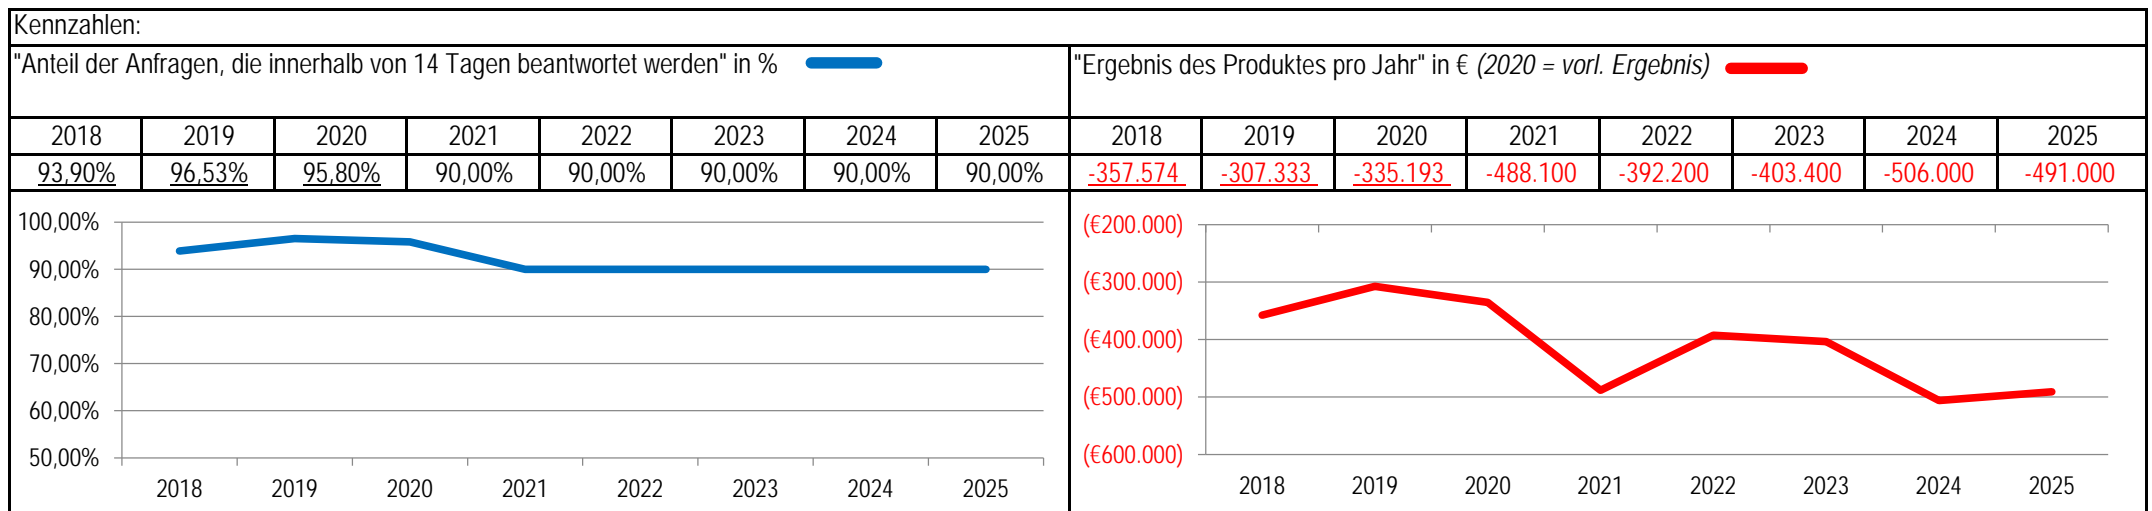 Kennzahlen:
"Anteil der Anfragen, die innerhalb von 14 Tagen beantwortet werden" in %
2018 2019 2020 2021 2022 2023 2024 2025
93,90% 96,53% 95,80% 90,00% 90,00% 90,00% 90,00% 90,00%
100,00%
90,00%
80,00%
70,00%
60,00%
50,00%
2018 2019 2020 2021 2022 2023 2024 2025
"Ergebnis des Produktes pro Jahr" in € (2020 = vorl. Ergebnis)
2018 2019 2020 2021 2022 2023 2024 2025
-357.574 -307.333 -335.193 -488.100 -392.200 -403.400 -506.000 -491.000
(€200.000)
(€300.000)
(€400.000)
(€500.000)
(€600.000)
2018 2019 2020 2021 2022 2023 2024 2025